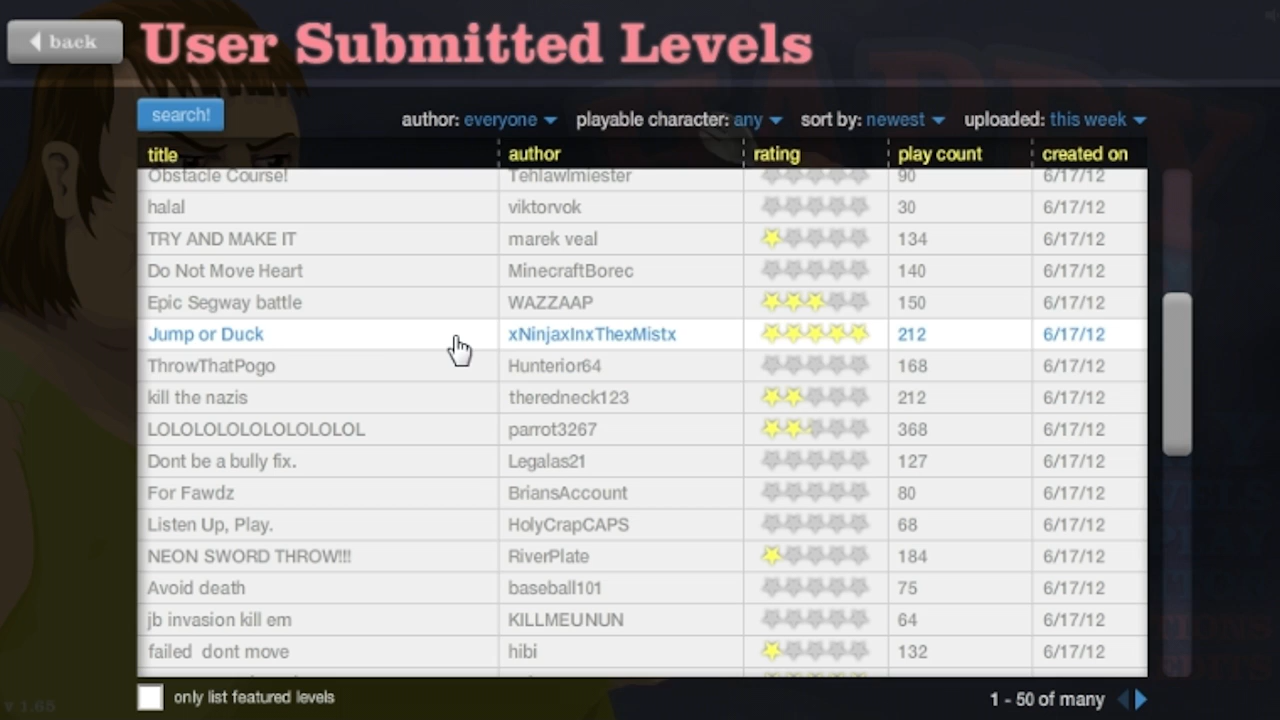 back
User Submitted Levels
search!
author: everyone playable character: any sort by: newest uploaded: this week
title author rating play count created on
Obstacle Course! Tehlawlmiester 90 6/17/12
halal viktorvok 30 6/17/12
TRY AND MAKE IT marek veal 134 6/17/12
Do Not Move Heart MinecraftBorec 140 6/17/12
Epic Segway battle WAZZAAP 150 6/17/12
Jump or Duck xNinjaxInxThexMistx 212 6/17/12
ThrowThatPogo Hunterior64 168 6/17/12
kill the nazis theredneck123 212 6/17/12
LOLOLOLOLOLOLOLOL parrot3267 368 6/17/12
Dont be a bully fix. Legalas21 127 6/17/12
For Fawdz BriansAccount 80 6/17/12
Listen Up, Play. HolyCrapCAPS 68 6/17/12
NEON SWORD THROW!!! RiverPlate 184 6/17/12
Avoid death baseball101 75 6/17/12
jb invasion kill em KILLMEUNUN 64 6/17/12
failed dont move hibi 132 6/17/12
only list featured levels 1 - 50 of many
v 1.65